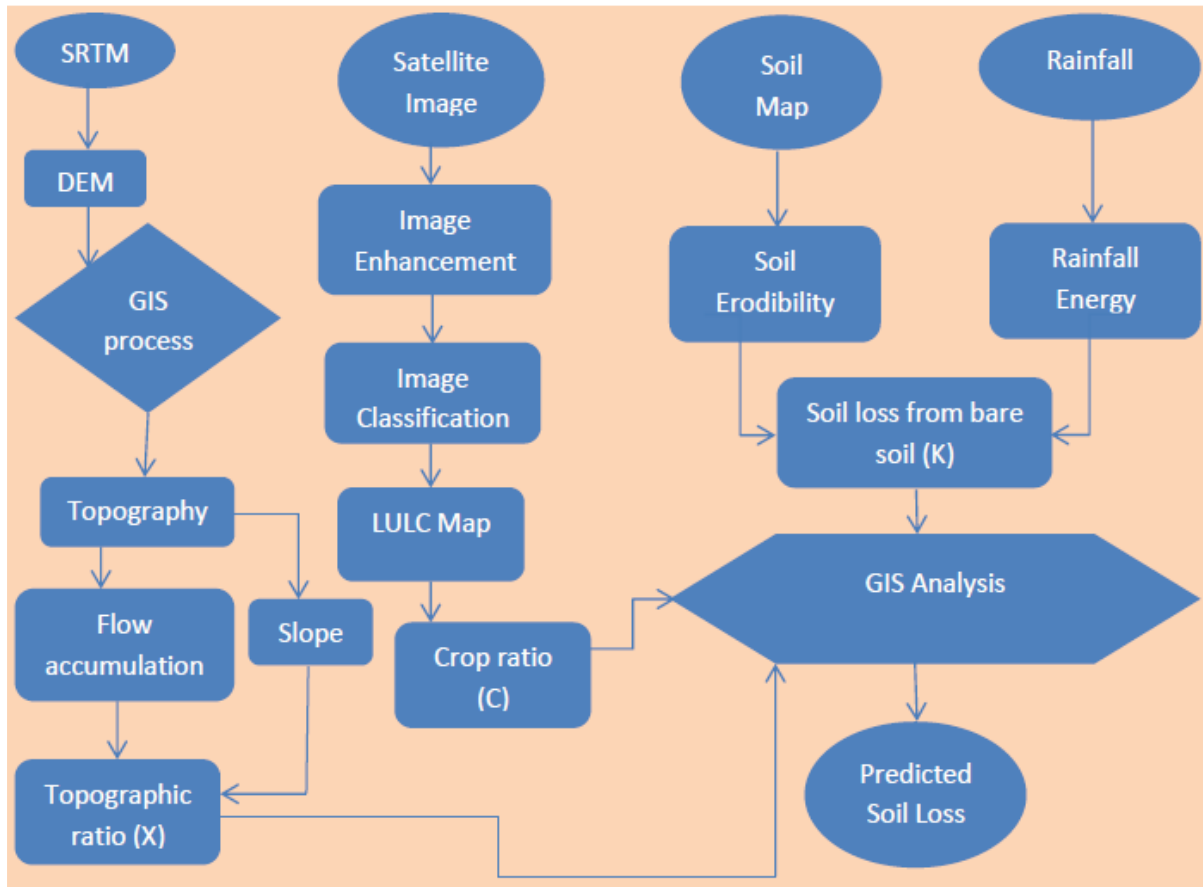 SRTM
Satellite
Image
Soil
Map
Rainfall
DEM
Image
Enhancement
Soil
Erodibility
Rainfall
Energy
GIS
process
Image
Classification
Soil loss from bare
soil (K)
Topography
LULC Map
GIS Analysis
Flow
accumulation
Slope
Crop ratio
(C)
Topographic
ratio (X)
Predicted
Soil Loss